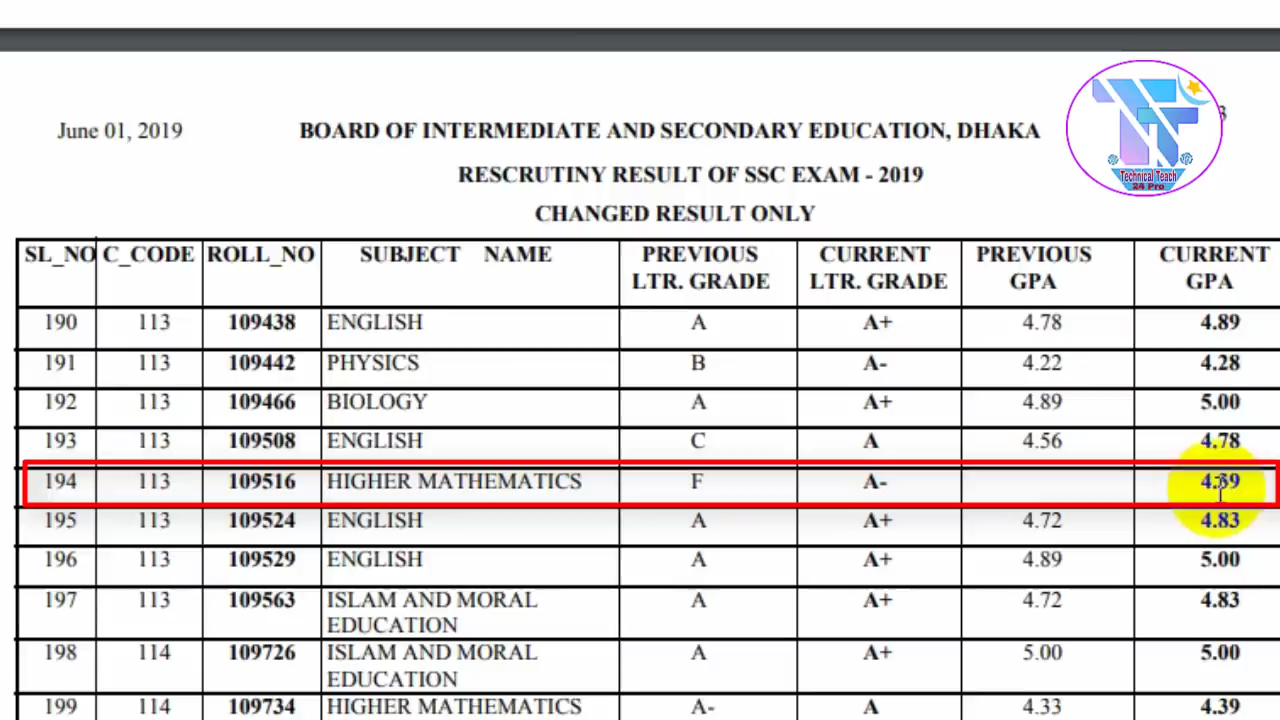 June 01, 2019 BOARD OF INTERMEDIATE AND SECONDARY EDUCATION, DHAKA 3
RESCRUTINY RESULT OF SSC EXAM - 2019
CHANGED RESULT ONLY
Technical Teach
24 Pro
SL_NO C_CODE ROLL_NO SUBJECT NAME PREVIOUS LTR. GRADE CURRENT LTR. GRADE PREVIOUS GPA CURRENT GPA
190 113 109438 ENGLISH A A+ 4.78 4.89
191 113 109442 PHYSICS B A- 4.22 4.28
192 113 109466 BIOLOGY A A+ 4.89 5.00
193 113 109508 ENGLISH C A 4.56 4.78
194 113 109516 HIGHER MATHEMATICS F A- 4.39
195 113 109524 ENGLISH A A+ 4.72 4.83
196 113 109529 ENGLISH A A+ 4.89 5.00
197 113 109563 ISLAM AND MORAL EDUCATION A A+ 4.72 4.83
198 114 109726 ISLAM AND MORAL EDUCATION A A+ 5.00 5.00
199 114 109734 HIGHER MATHEMATICS A- A 4.33 4.39